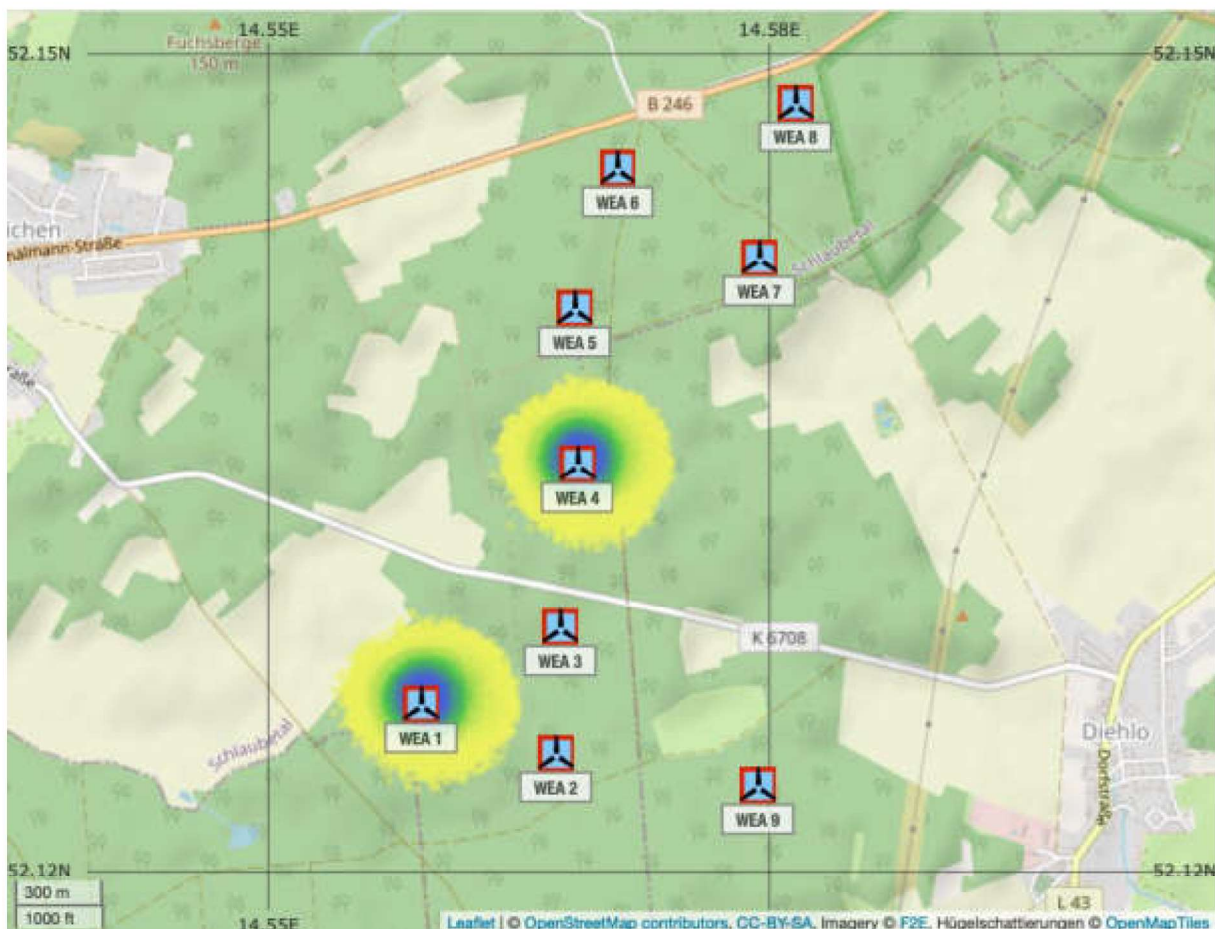 14.55E
14.58E
52.15N
52.15N
Fuchsberge
150 m
B 246
WEA 8
WEA 6
ichen
halmann-Straße
Schlaubetal
WEA 7
WEA 5
raße
WEA 4
K 6708
WEA 3
WEA 1
Schlaubetal
Diehlo
Dorfstraße
WEA 2
WEA 9
52.12N
52.12N
300 m
1000 ft
14.55E
L 43
Leaflet | © OpenStreetMap contributors, CC-BY-SA, Imagery © F2E, Hügelschattierungen © OpenMapTiles